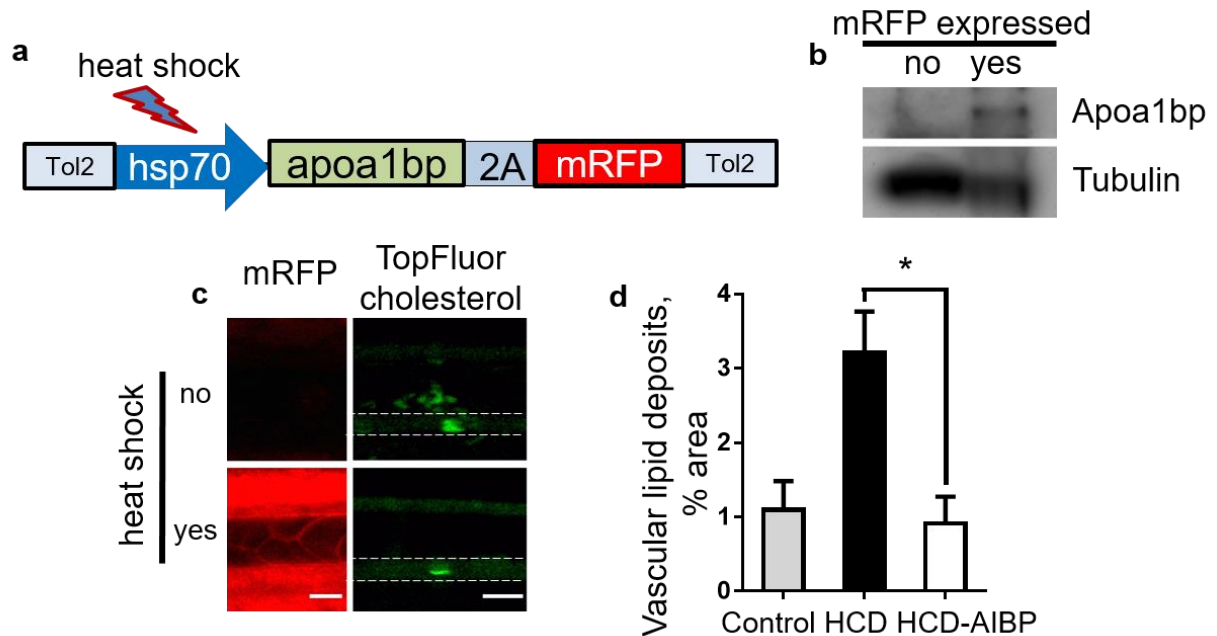 a
heat shock
Tol2 hsp70 apoa1bp 2A mRFP Tol2
b
mRFP expressed
no yes
Apoa1bp
Tubulin
c
mRFP
TopFluor
cholesterol
heat shock
no
yes
d
Vascular lipid deposits,
% area
4
3
2
1
0
*
Control HCD HCD-AIBP